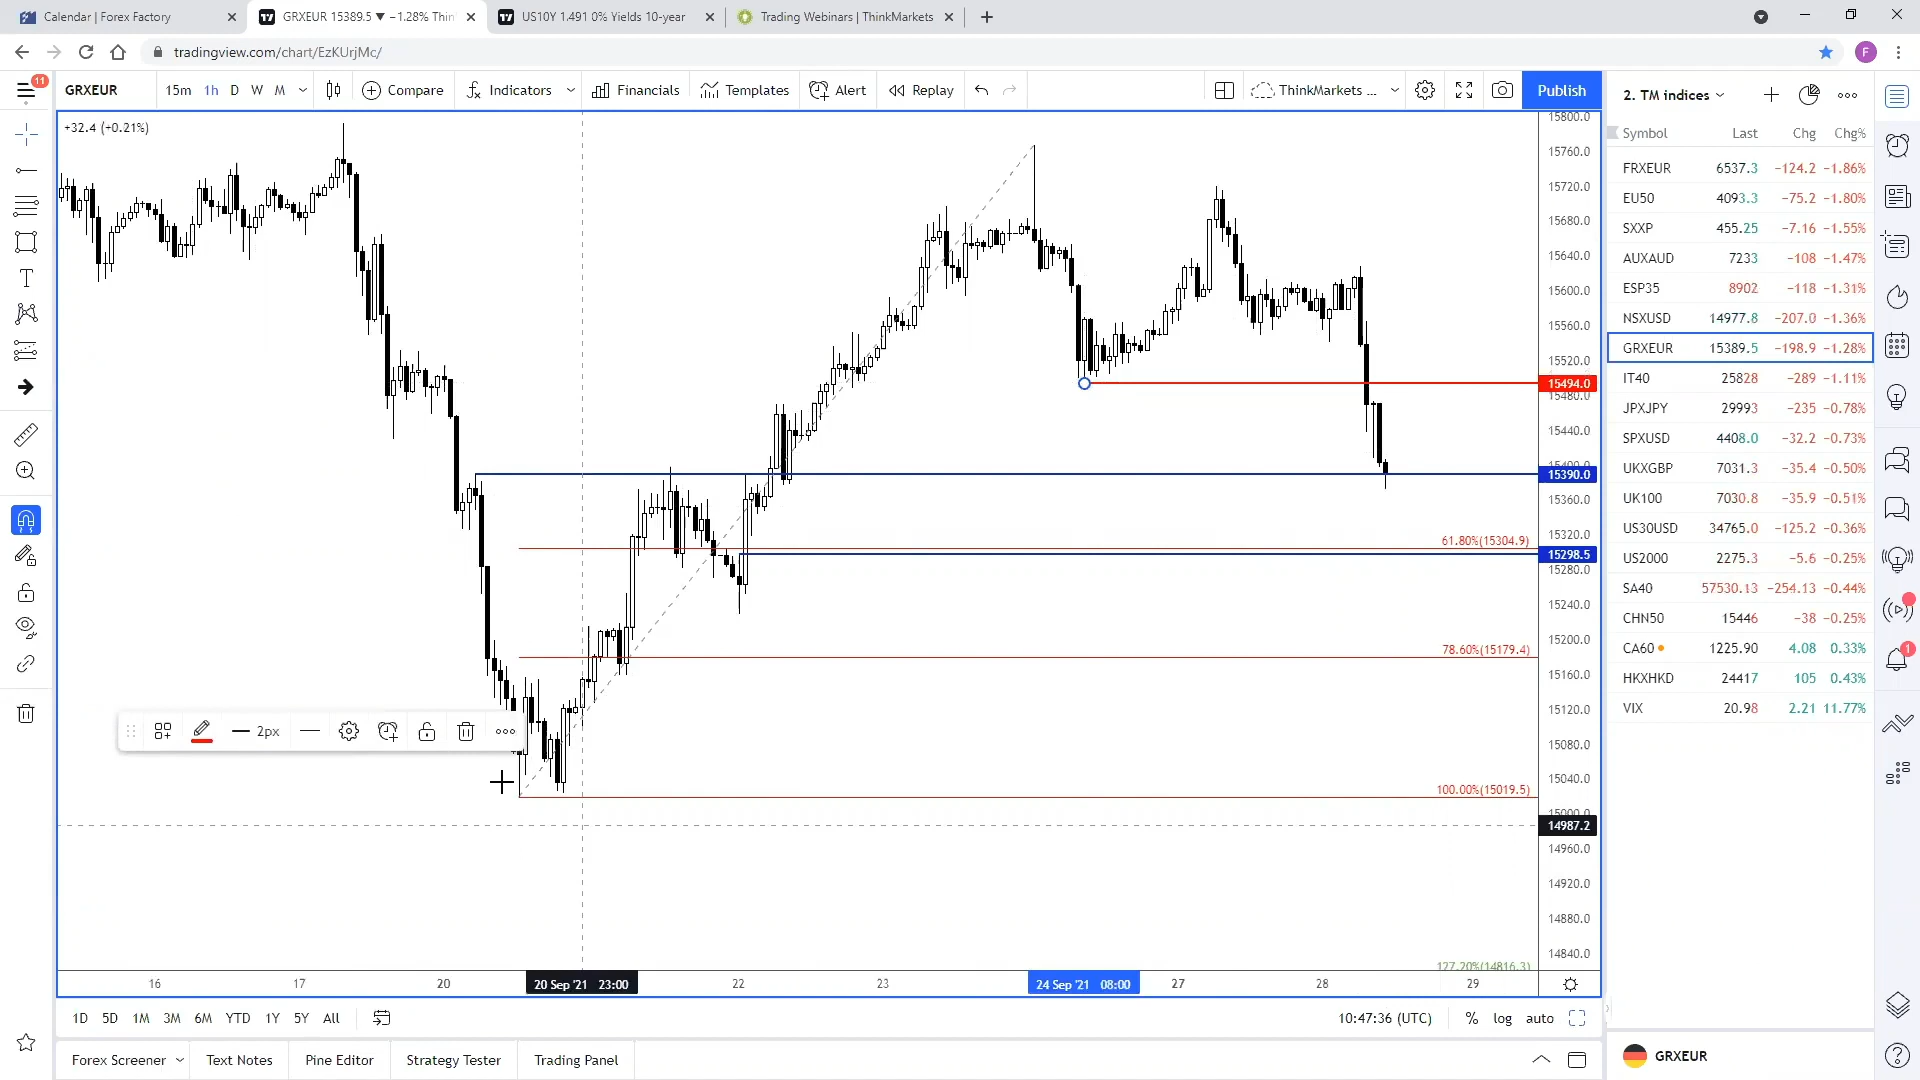 Calendar | Forex Factory
GRXEUR 15389.5 ▼ −1.28% Thin
US10Y 1.491 0% Yields 10-year
Trading Webinars | ThinkMarkets
tradingview.com/chart/EzKUrjMc/
F
11
GRXEUR
15m 1h D W M
Compare
Indicators
Financials
Templates
Alert
Replay
ThinkMarkets ...
Publish
2. TM indices
+32.4 (+0.21%)
Symbol Last Chg Chg%
FRXEUR 6537.3 −124.2 −1.86%
EU50 4093.3 −75.2 −1.80%
SXXP 455.25 −7.16 −1.55%
AUXAUD 7233 −108 −1.47%
ESP35 8902 −118 −1.31%
NSXUSD 14977.8 −207.0 −1.36%
GRXEUR 15389.5 −198.9 −1.28%
IT40 25828 −289 −1.11%
JPXJPY 29993 −235 −0.78%
SPXUSD 4408.0 −32.2 −0.73%
UKXGBP 7031.3 −35.4 −0.50%
UK100 7030.8 −35.9 −0.51%
US30USD 34765.0 −125.2 −0.36%
US2000 2275.3 −5.6 −0.25%
SA40 57530.13 −254.13 −0.44%
CHN50 15446 −38 −0.25%
CA60 1225.90 4.08 0.33%
HKXHKD 24417 105 0.43%
VIX 20.98 2.21 11.77%
1
15800.0
15760.0
15720.0
15680.0
15640.0
15600.0
15560.0
15520.0
15494.0
15480.0
15440.0
15400.0
15390.0
15360.0
15320.0
61.80%(15304.9)
15298.5
15280.0
15240.0
15200.0
78.60%(15179.4)
15160.0
15120.0
15080.0
15040.0
100.00%(15019.5)
15000.0
14987.2
14960.0
14920.0
14880.0
14840.0
127.20%(14816.3)
2px
16 17 20 20 Sep '21 23:00 22 23 24 Sep '21 08:00 27 28 29
1D 5D 1M 3M 6M YTD 1Y 5Y All
10:47:36 (UTC) % log auto
Forex Screener
Text Notes
Pine Editor
Strategy Tester
Trading Panel
GRXEUR